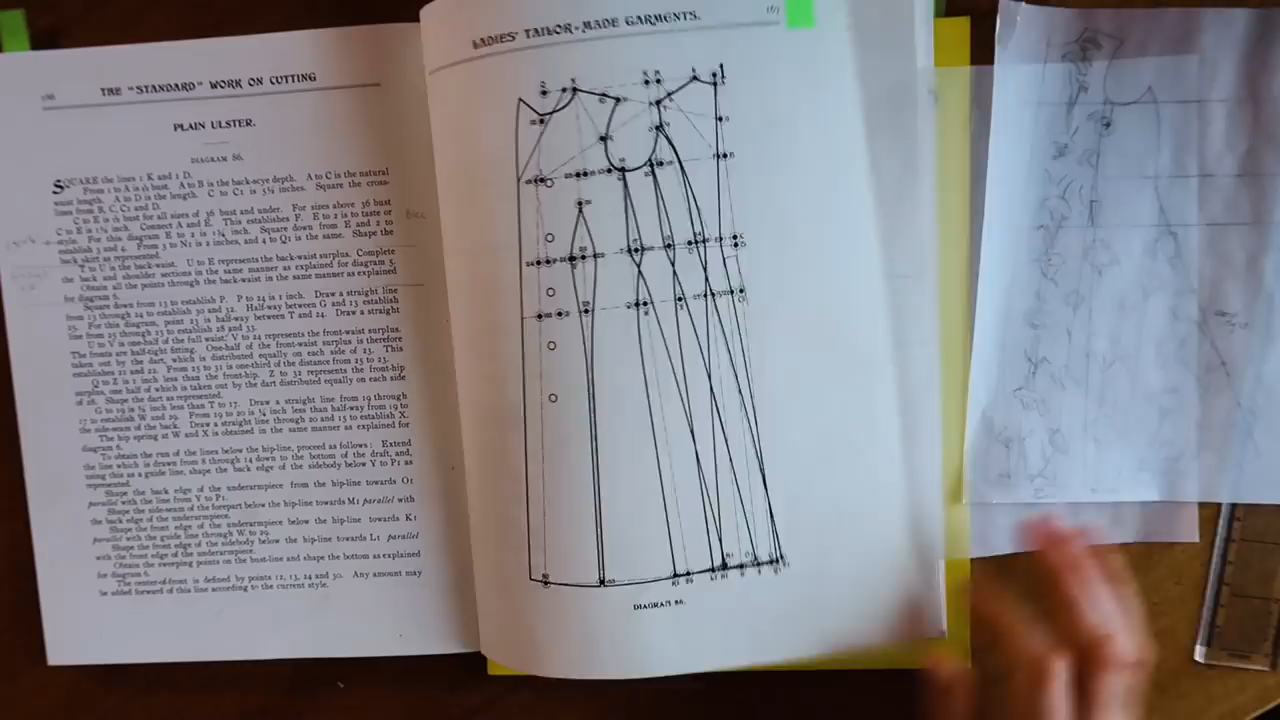 THE "STANDARD" WORK ON CUTTING
PLAIN ULSTER.
DIAGRAM 86.
SQUARE the lines 1 K and 1 D.
From 1 to A is ⅛ bust. A to B is the back-scye depth. A to C is the natural
waist length. A to D is the length. C to C1 is 5½ inches. Square the cross-
lines from B, C, C1 and D.
C to E is bust for all sizes of 36 bust and under. For sizes above 36 bust
C to E is 1¼ inch. Connect A and E. This establishes F. E to 2 is to taste or
style. For this diagram E to 2 is 1¼ inch. Square down from E and 2 to
establish 3 and 4. From 3 to N1 is 2 inches, and 4 to Q1 is the same. Shape the
back skirt as represented.
T to U is the back-waist. U to E represents the back-waist surplus. Complete
the back and shoulder sections in the same manner as explained for diagram 5.
Obtain all the points through the back-waist in the same manner as explained
for diagram 6.
Square down from 13 to establish P. P to 24 is 1 inch. Draw a straight line
from 13 through 24 to establish 30 and 32. Half-way between G and 13 establish
25. For this diagram, point 23 is half-way between T and 24. Draw a straight
line from 25 through 23 to establish 28 and 33.
U to V is one-half of the full waist. V to 24 represents the front-waist surplus.
The fronts are half-tight fitting. One-half of the front-waist surplus is therefore
taken out by the dart, which is distributed equally on each side of 23. This
establishes 21 and 22. From 25 to 31 is one-third of the distance from 25 to 23.
Q to Z is 1 inch less than the front-hip. Z to 32 represents the front-hip
surplus, one half of which is taken out by the dart distributed equally on each side
of 28. Shape the dart as represented.
G to 19 is ¾ inch less than T to 17. Draw a straight line from 19 through
17 to establish W and 29. From 19 to 20 is ¼ inch less than half-way from 19 to
the side-seam of the back. Draw a straight line through 20 and 15 to establish X.
The hip spring at W and X is obtained in the same manner as explained for
diagram 6.
To obtain the run of the lines below the hip-line, proceed as follows: Extend
the line which is drawn from 8 through 14 down to the bottom of the draft, and,
using this as a guide line, shape the back edge of the sidebody below Y to P1 as
represented.
Shape the back edge of the underarmpiece from the hip-line towards O1
parallel with the line from Y to P1.
Shape the side-seam of the forepart below the hip-line towards M1 parallel with
the back edge of the underarmpiece.
Shape the front edge of the underarmpiece below the hip-line towards K1
parallel with the guide line through W to 29.
Shape the front edge of the sidebody below the hip-line towards L1 parallel
with the front edge of the underarmpiece.
Obtain the sweeping points on the bust-line and shape the bottom as explained
for diagram 6.
The center-of-front is defined by points 12, 13, 24 and 30. Any amount may
be added forward of this line according to the current style.
LADIES' TAILOR-MADE GARMENTS.
167
1
DIAGRAM 86.